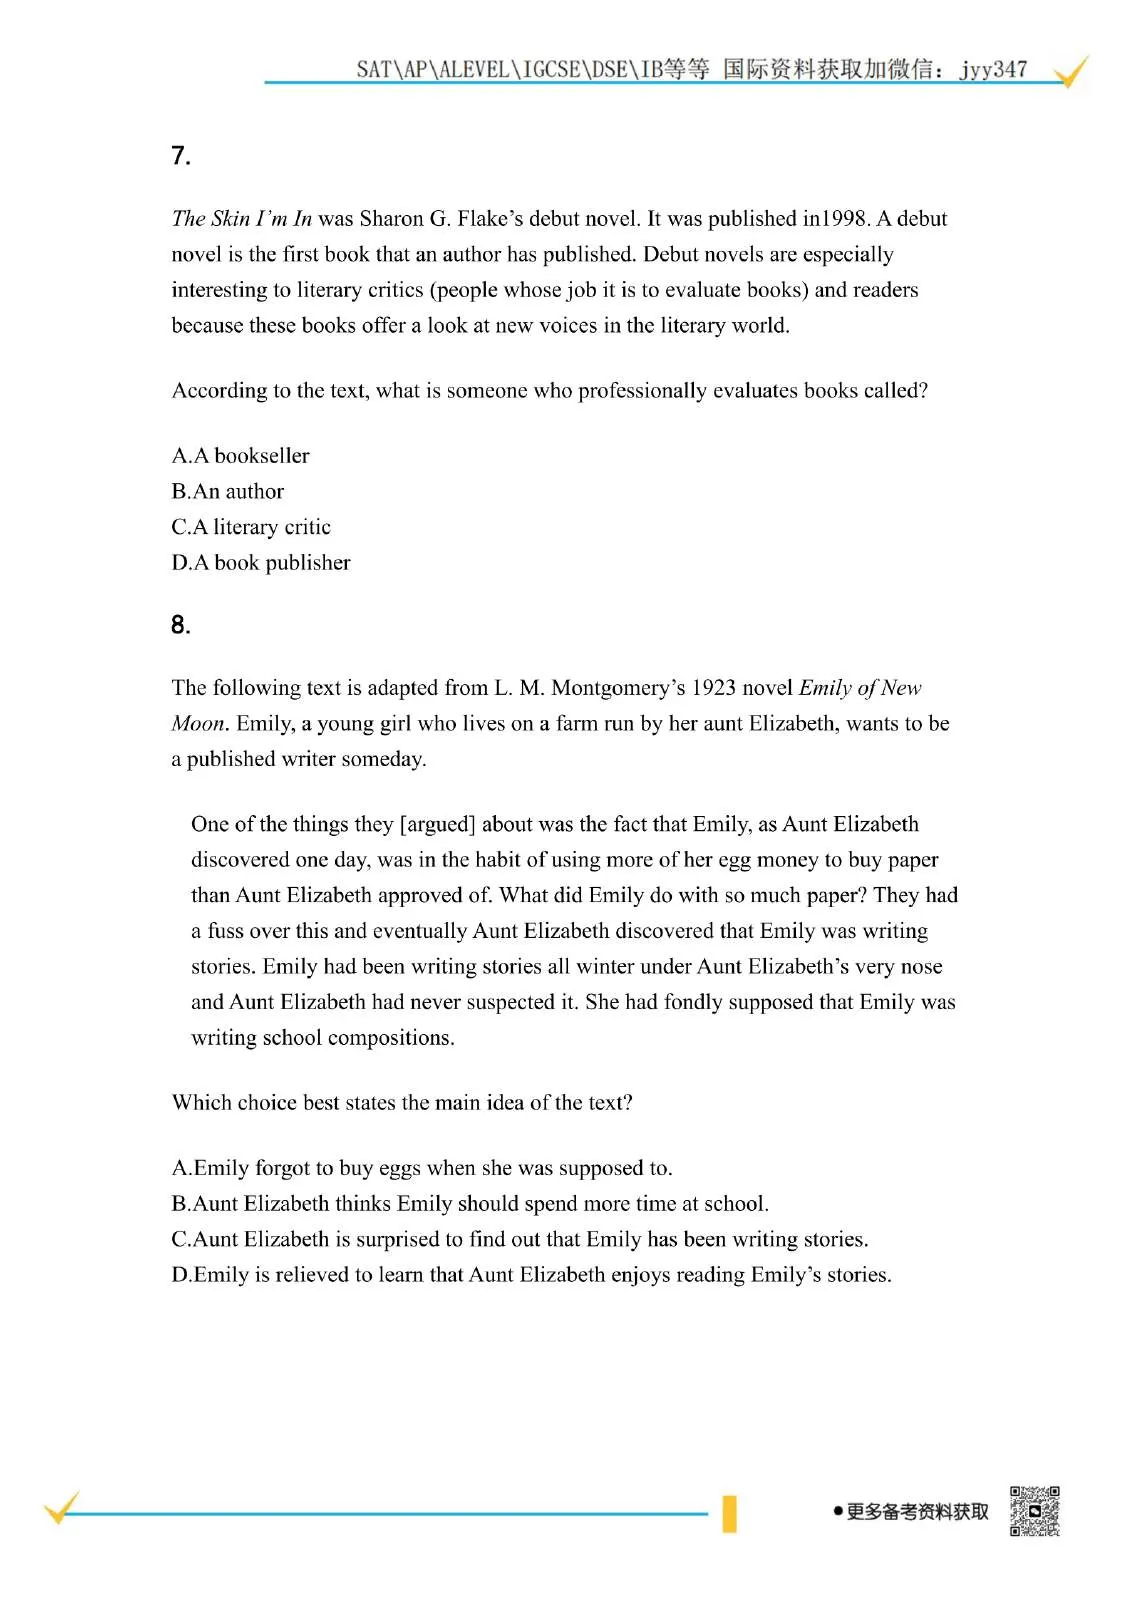 SAT\AP\ALEVEL\IGCSE\DSE\IB等等 国际资料获取加微信：jyy347
7.
The Skin I’m In was Sharon G. Flake’s debut novel. It was published in1998. A debut
novel is the first book that an author has published. Debut novels are especially
interesting to literary critics (people whose job it is to evaluate books) and readers
because these books offer a look at new voices in the literary world.
According to the text, what is someone who professionally evaluates books called?
A.A bookseller
B.An author
C.A literary critic
D.A book publisher
8.
The following text is adapted from L. M. Montgomery’s 1923 novel Emily of New
Moon. Emily, a young girl who lives on a farm run by her aunt Elizabeth, wants to be
a published writer someday.
One of the things they [argued] about was the fact that Emily, as Aunt Elizabeth
discovered one day, was in the habit of using more of her egg money to buy paper
than Aunt Elizabeth approved of. What did Emily do with so much paper? They had
a fuss over this and eventually Aunt Elizabeth discovered that Emily was writing
stories. Emily had been writing stories all winter under Aunt Elizabeth’s very nose
and Aunt Elizabeth had never suspected it. She had fondly supposed that Emily was
writing school compositions.
Which choice best states the main idea of the text?
A.Emily forgot to buy eggs when she was supposed to.
B.Aunt Elizabeth thinks Emily should spend more time at school.
C.Aunt Elizabeth is surprised to find out that Emily has been writing stories.
D.Emily is relieved to learn that Aunt Elizabeth enjoys reading Emily’s stories.
●更多备考资料获取